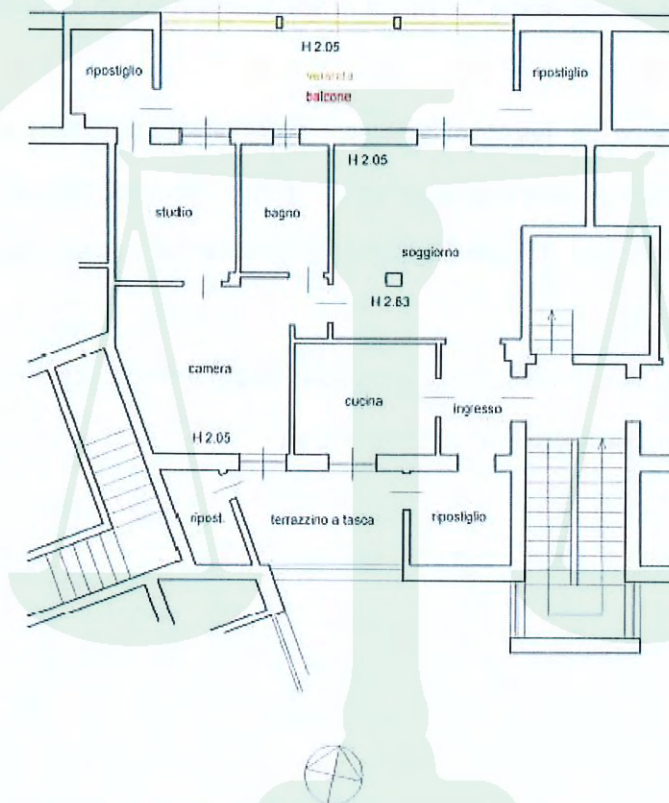 H 2.05
ripostiglio
veranda
ripostiglio
balcone
H 2.05
studio
bagno
soggiorno
H 2.63
camera
cucina
ingresso
H 2.05
ripost.
terrazzino a tasca
ripostiglio